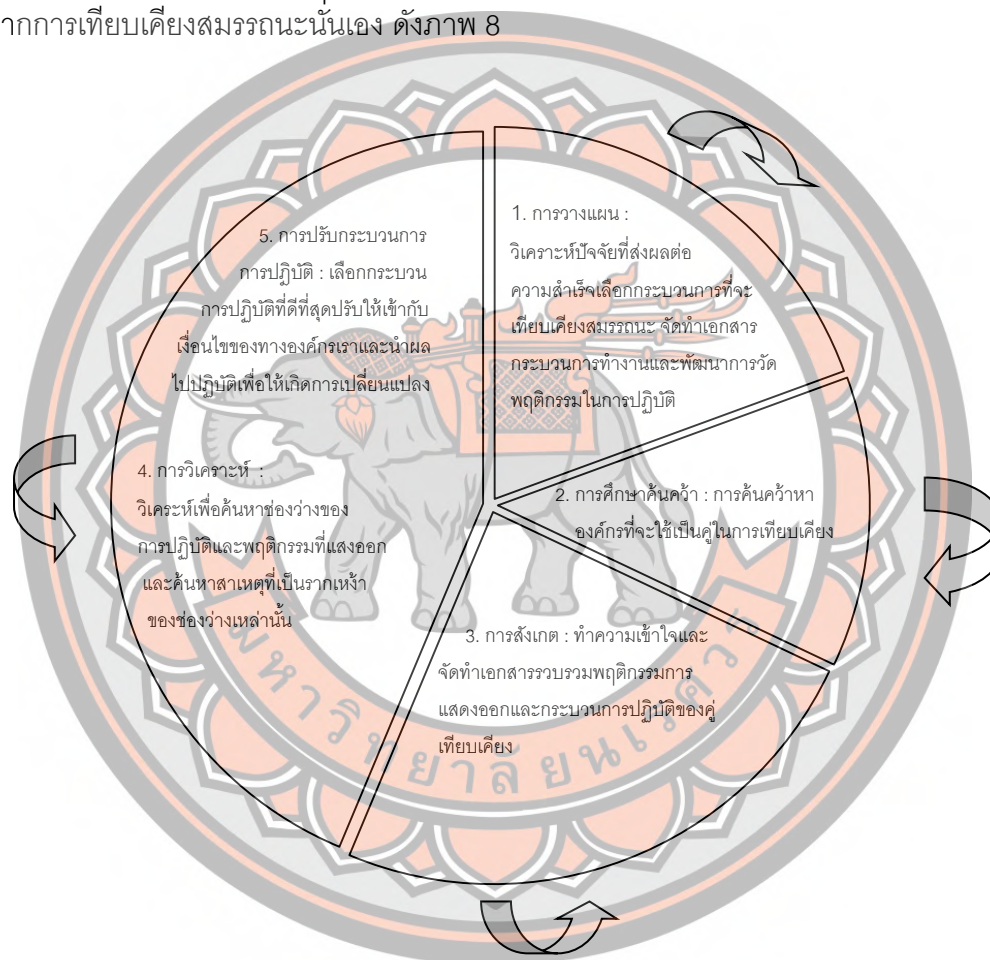 ากการเทียบเคียงสมรรถนะนั่นเอง ดังภาพ 8
1. การวางแผน :
วิเคราะห์ปัจจัยที่ส่งผลต่อ
ความสำเร็จเลือกกระบวนการที่จะ
เทียบเคียงสมรรถนะ จัดทำเอกสาร
กระบวนการทำงานและพัฒนาการวัด
พฤติกรรมในการปฏิบัติ
2. การศึกษาค้นคว้า : การค้นคว้าหา
องค์กรที่จะใช้เป็นคู่ในการเทียบเคียง
3. การสังเกต : ทำความเข้าใจและ
จัดทำเอกสารรวบรวมพฤติกรรมการ
แสดงออกและกระบวนการปฏิบัติของคู่
เทียบเคียง
4. การวิเคราะห์ :
วิเคระห์เพื่อค้นหาช่องว่างของ
การปฏิบัติและพฤติกรรมที่แสงออก
และค้นหาสาเหตุที่เป็นรากเหง้า
ของช่องว่างเหล่านั้น
5. การปรับกระบวนการ
การปฏิบัติ : เลือกกระบวน
การปฏิบัติที่ดีที่สุดปรับให้เข้ากับ
เงื่อนไขของทางองค์กรเราและนำผล
ไปปฏิบัติเพื่อให้เกิดการเปลี่ยนแปลง
มหาวิทยาลัยนเรศวร